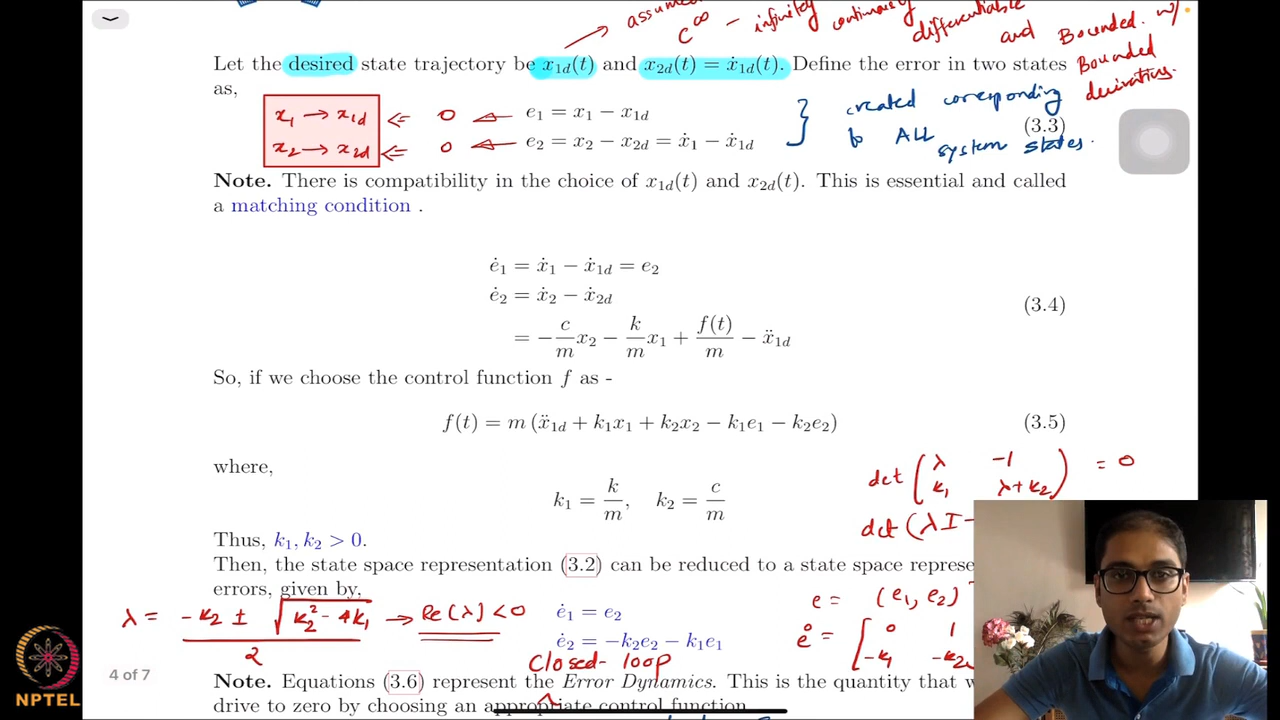 assumed
C^∞ - infinitely continuously differentiable
and Bounded. w/
Bounded
derivatives.
Let the desired state trajectory be x₁d(t) and x₂d(t) = ẋ₁d(t). Define the error in two states
as,
x₁ → x₁d ⇐ 0 ← e₁ = x₁ − x₁d
x₂ → x₂d ⇐ 0 ← e₂ = x₂ − x₂d = ẋ₁ − ẋ₁d
(3.3)
created corresponding
to ALL
system states.
Note. There is compatibility in the choice of x₁d(t) and x₂d(t). This is essential and called
a matching condition .
ė₁ = ẋ₁ − ẋ₁d = e₂
ė₂ = ẋ₂ − ẋ₂d
(3.4)
= −c/m x₂ − k/m x₁ + f(t)/m − ẍ₁d
So, if we choose the control function f as -
f(t) = m (ẍ₁d + k₁x₁ + k₂x₂ − k₁e₁ − k₂e₂) (3.5)
where,
det ( λ -1
k₁ λ+k₂ ) = 0
k₁ = k/m, k₂ = c/m
det (λI −
Thus, k₁, k₂ > 0.
Then, the state space representation (3.2) can be reduced to a state space
errors, given by,
λ = (-k₂ ± √(k₂² - 4k₁)) / 2 → Re(λ) < 0
ė₁ = e₂
ė₂ = −k₂e₂ − k₁e₁
e = (e₁, e₂)
ė = [ 0 1
-k₁ -k₂
closed-loop
Note. Equations (3.6) represent the Error Dynamics. This is the quantity that
drive to zero by choosing an appropriate control function
4 of 7
NPTEL